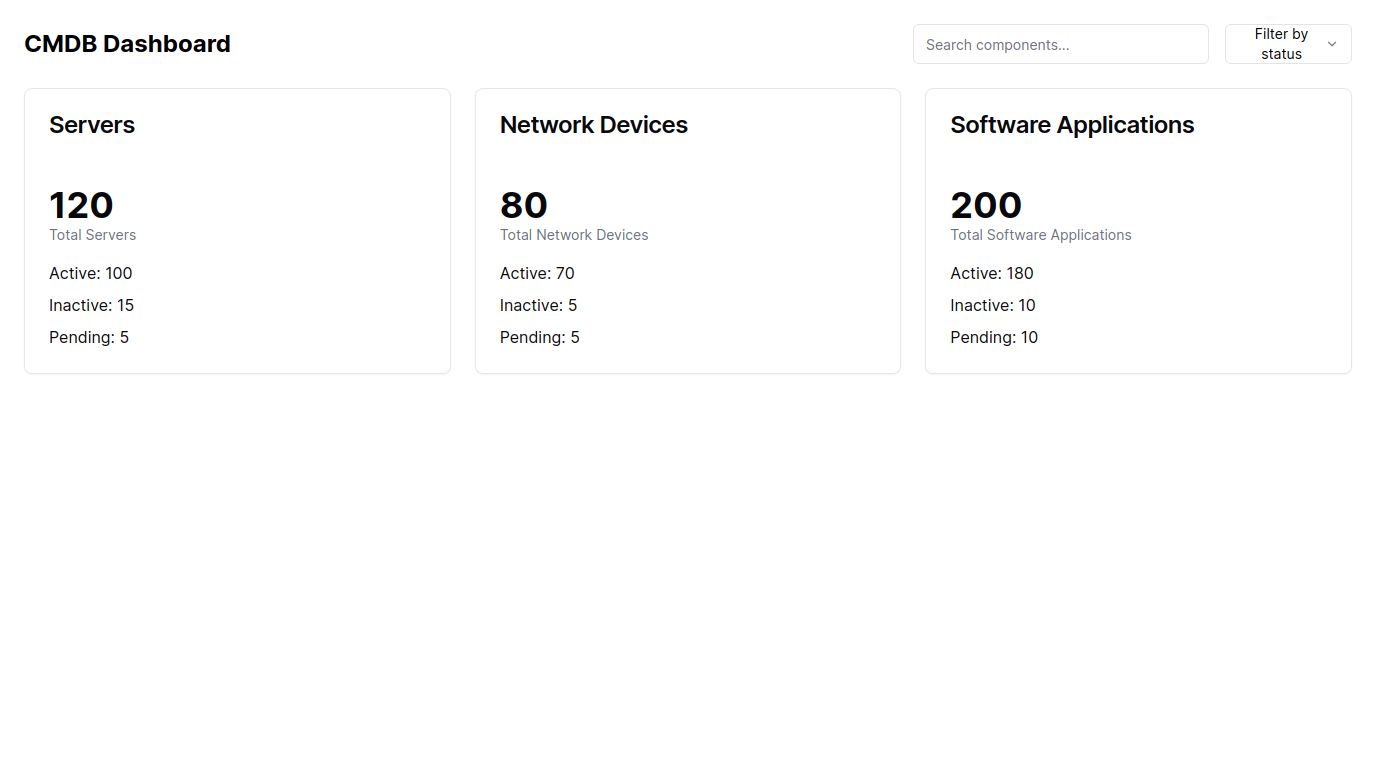 CMDB Dashboard
Search components...
Filter by
status
Servers
120
Total Servers
Active: 100
Inactive: 15
Pending: 5
Network Devices
80
Total Network Devices
Active: 70
Inactive: 5
Pending: 5
Software Applications
200
Total Software Applications
Active: 180
Inactive: 10
Pending: 10